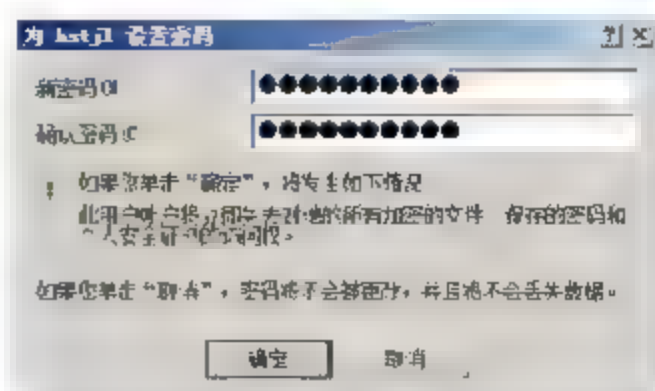 为 hstjl 设置密码
新密码(N)
确认密码(C)
如果您单击“确定”，将发生如下情况
此用户帐户将立即失去对他的所有加密的文件，保存的密码和
个人安全证书的访问权。
如果您单击“取消”，密码将不会被更改，并且将不会丢失数据。
确定
取消